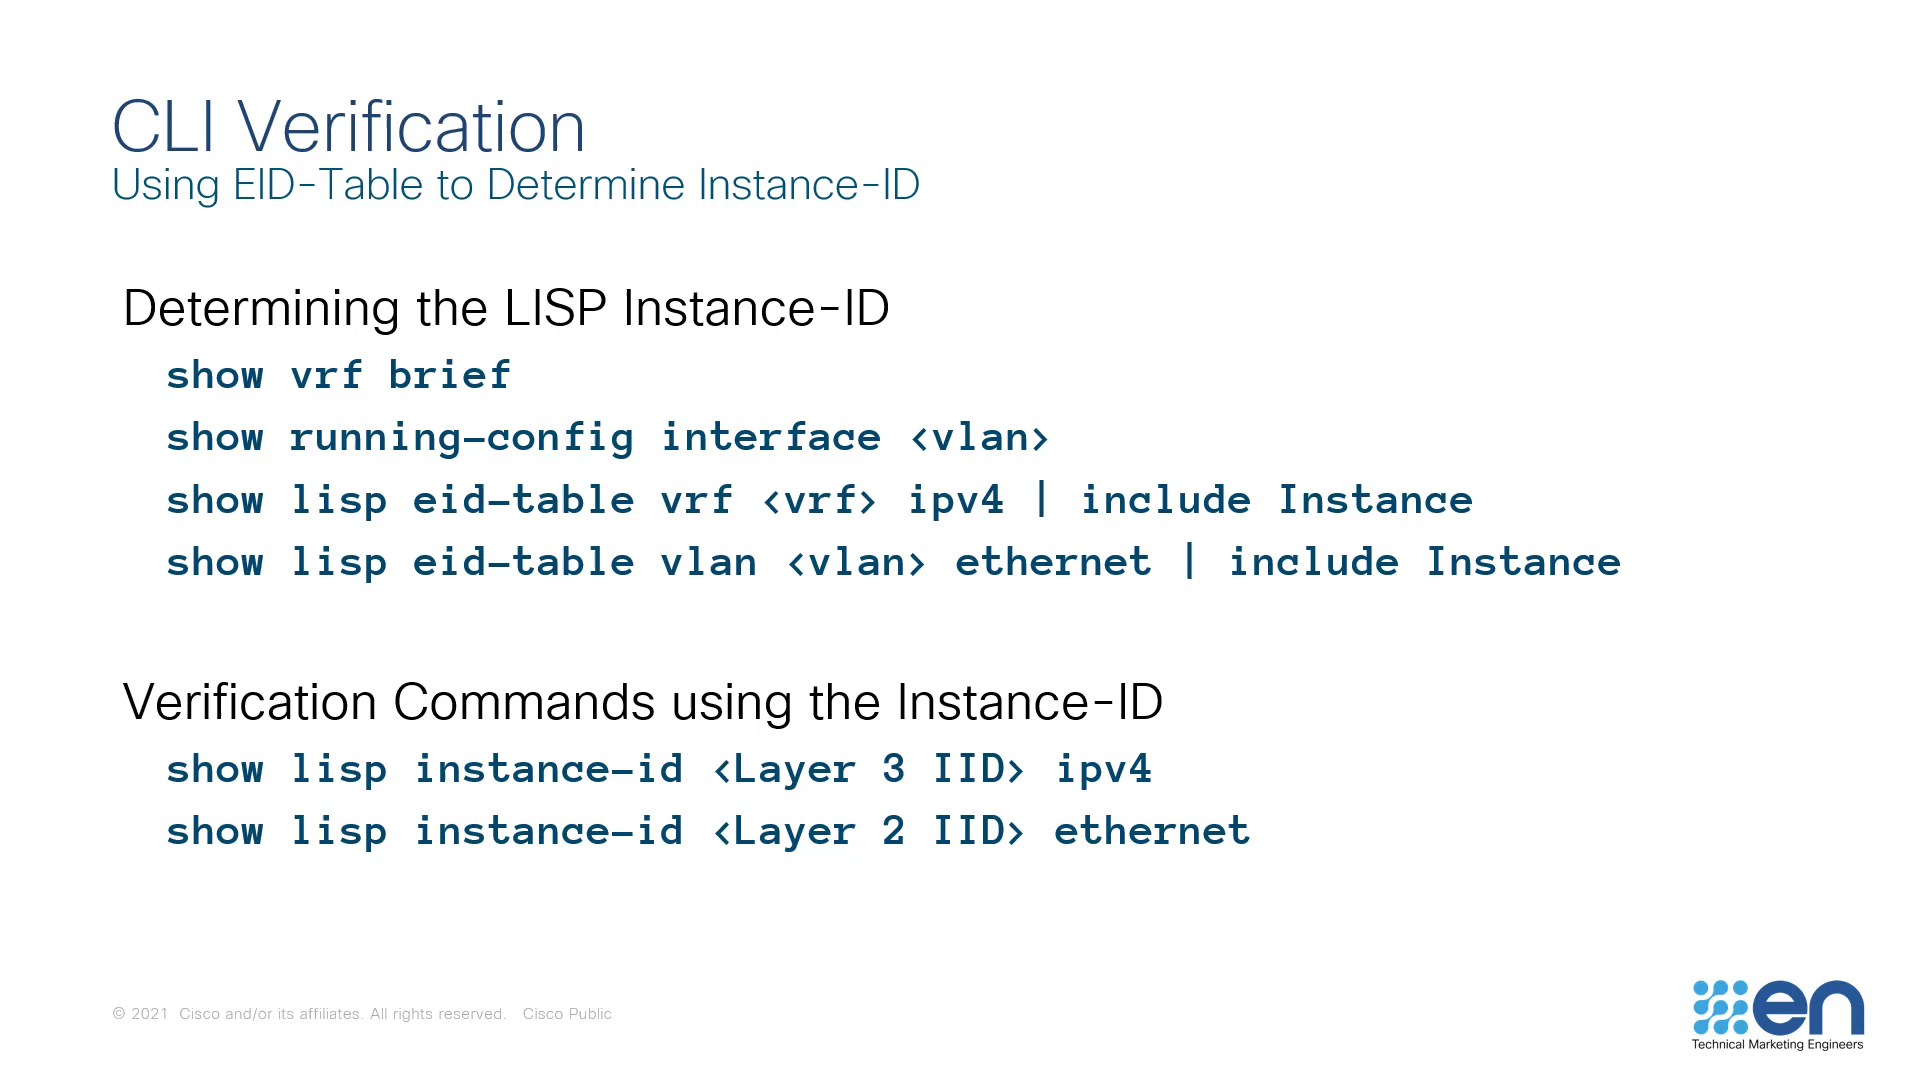 CLI Verification
Using EID-Table to Determine Instance-ID
Determining the LISP Instance-ID
show vrf brief
show running-config interface <vlan>
show lisp eid-table vrf <vrf> ipv4 | include Instance
show lisp eid-table vlan <vlan> ethernet | include Instance
Verification Commands using the Instance-ID
show lisp instance-id <Layer 3 IID> ipv4
show lisp instance-id <Layer 2 IID> ethernet
© 2021 Cisco and/or its affiliates. All rights reserved. Cisco Public
en
Technical Marketing Engineers